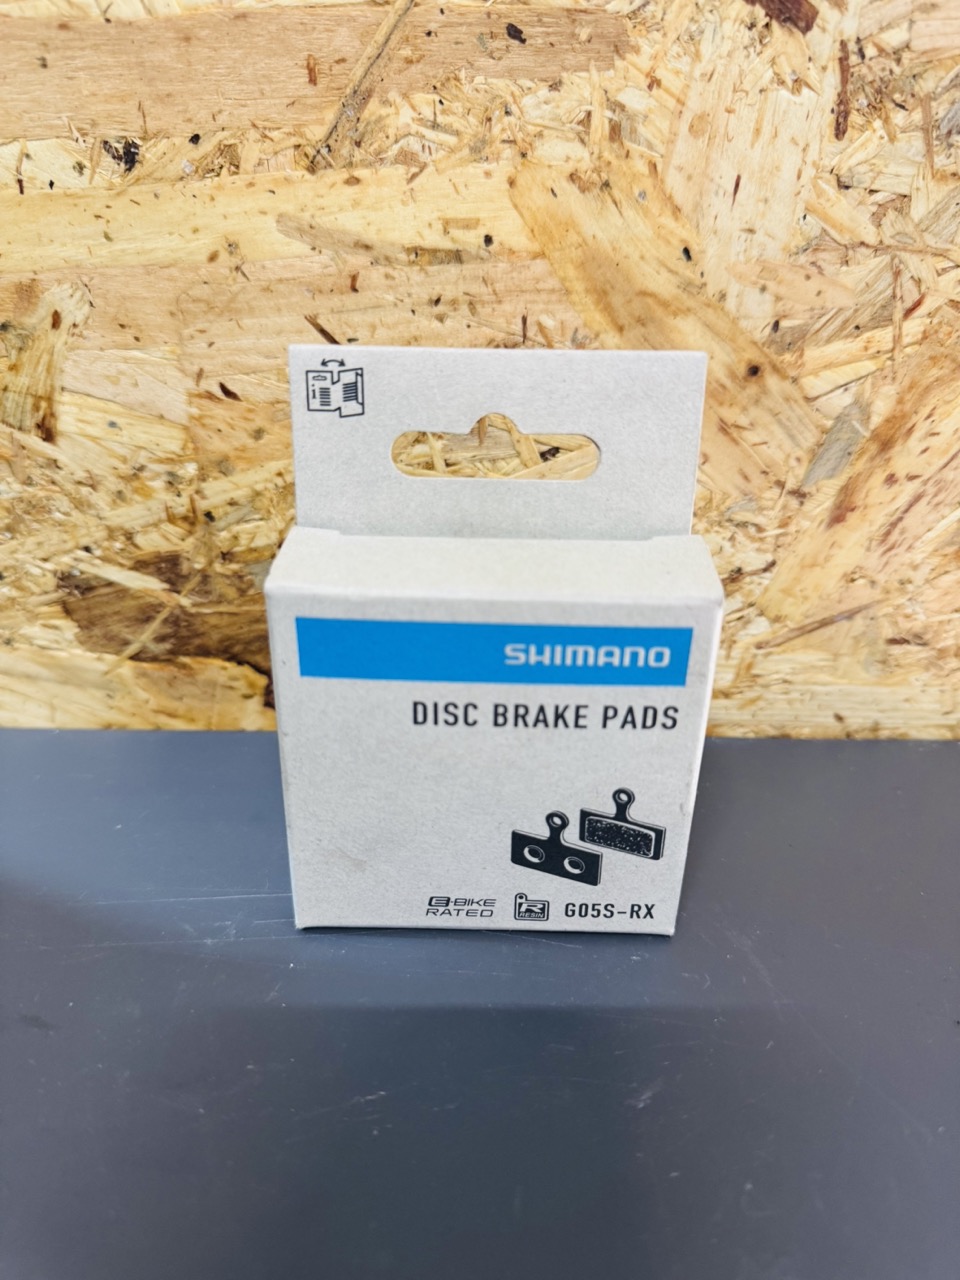 SHIMANO
DISC BRAKE PADS
E-BIKE
RATED
R
RESIN
G05S-RX